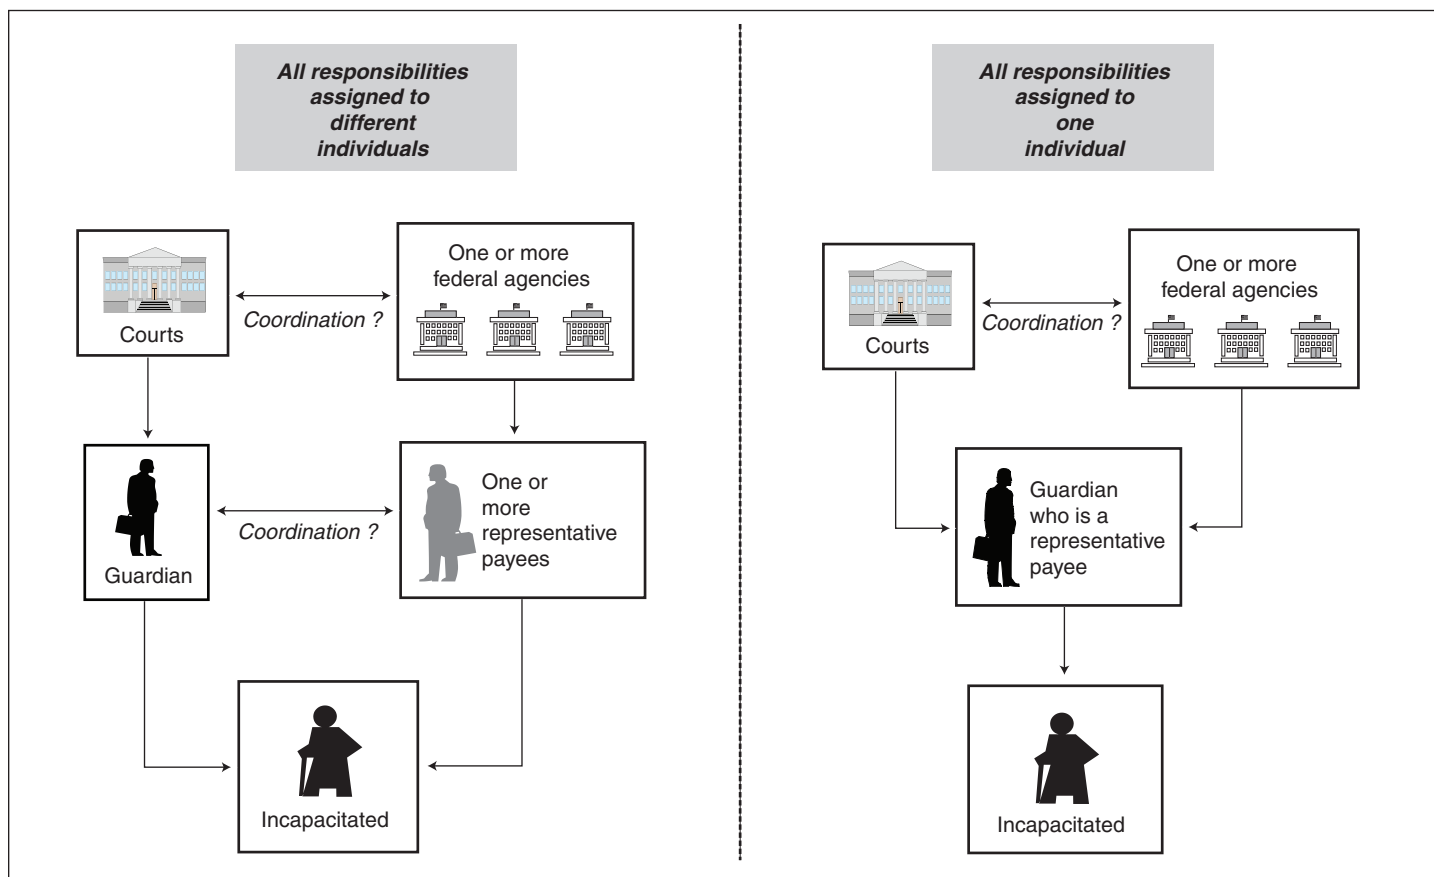 All responsibilities
assigned to
different
individuals
Courts
Coordination ?
One or more
federal agencies
Guardian
Coordination ?
One or
more
representative
payees
Incapacitated
All responsibilities
assigned to
one
individual
Courts
Coordination ?
One or more
federal agencies
Guardian
who is a
representative
payee
Incapacitated